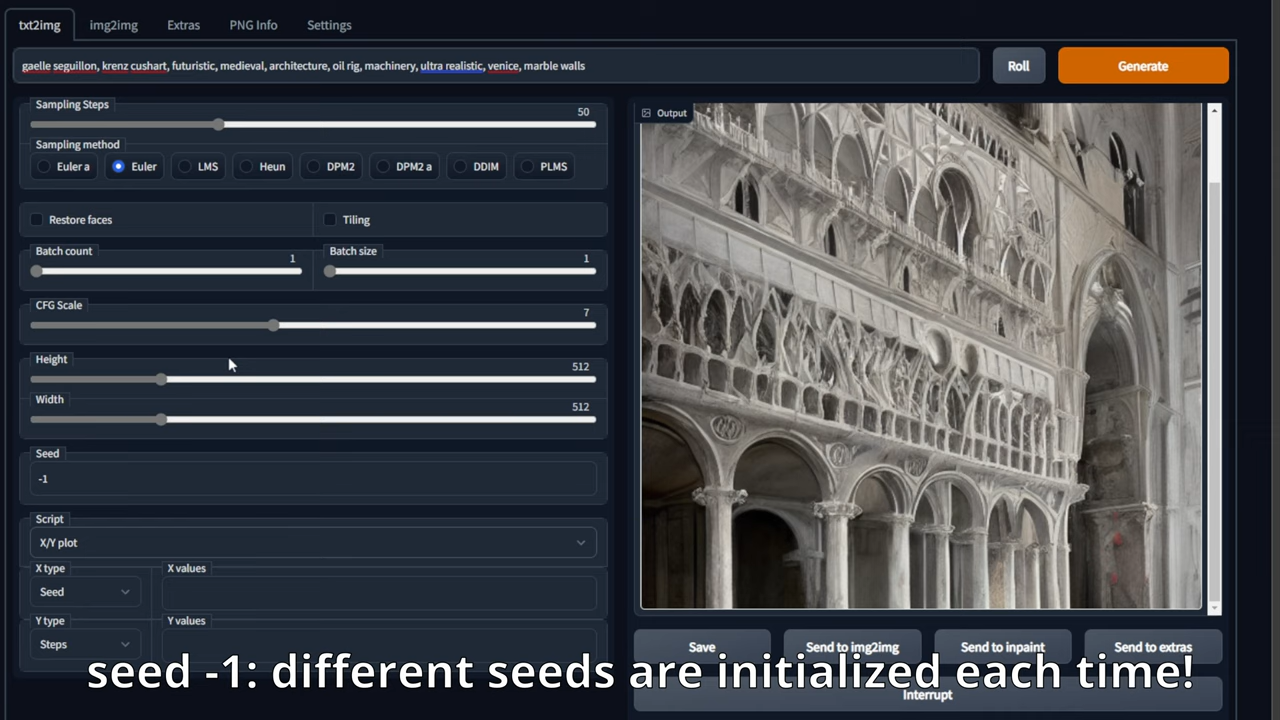 txt2img img2img Extras PNG Info Settings
gaelle seguillon, krenz cushart, futuristic, medieval, architecture, oil rig, machinery, ultra realistic, venice, marble walls
Roll
Generate
Sampling Steps
50
Sampling method
Euler a Euler LMS Heun DPM2 DPM2 a DDIM PLMS
Restore faces
Tiling
Batch count
1
Batch size
1
CFG Scale
7
Height
512
Width
512
Seed
-1
Script
X/Y plot
X type
Seed
X values
Y type
Steps
Y values
Output
Save
Send to img2img
Send to inpaint
Send to extras
Interrupt
seed -1: different seeds are initialized each time!